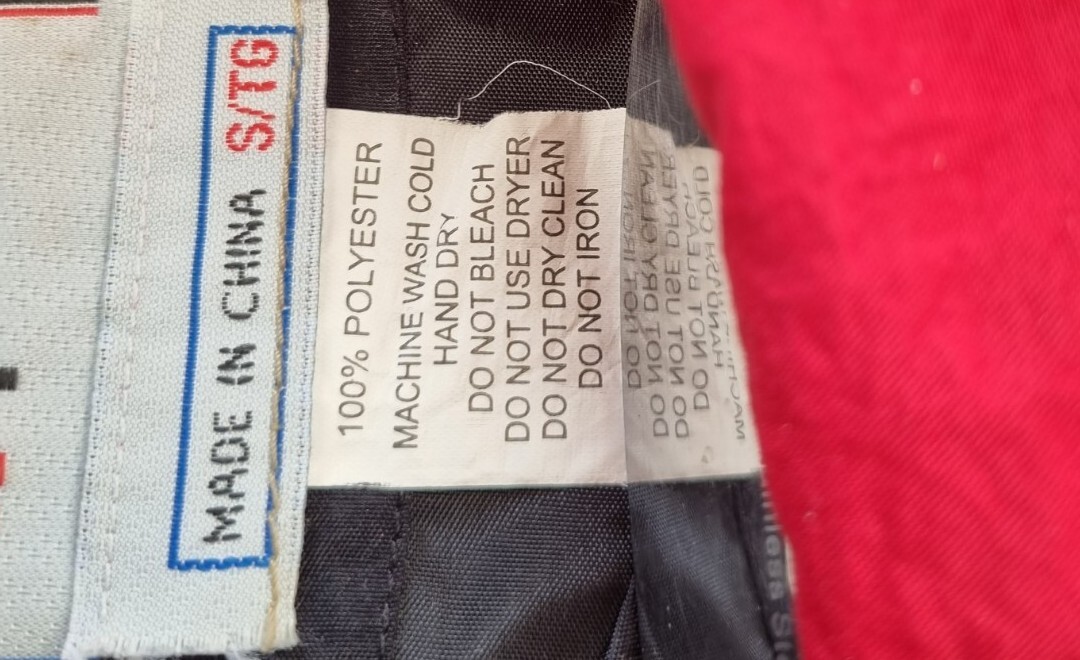 MADE IN CHINA S/TG
100% POLYESTER
MACHINE WASH COLD
HAND DRY
DO NOT BLEACH
DO NOT USE DRYER
DO NOT DRY CLEAN
DO NOT IRON